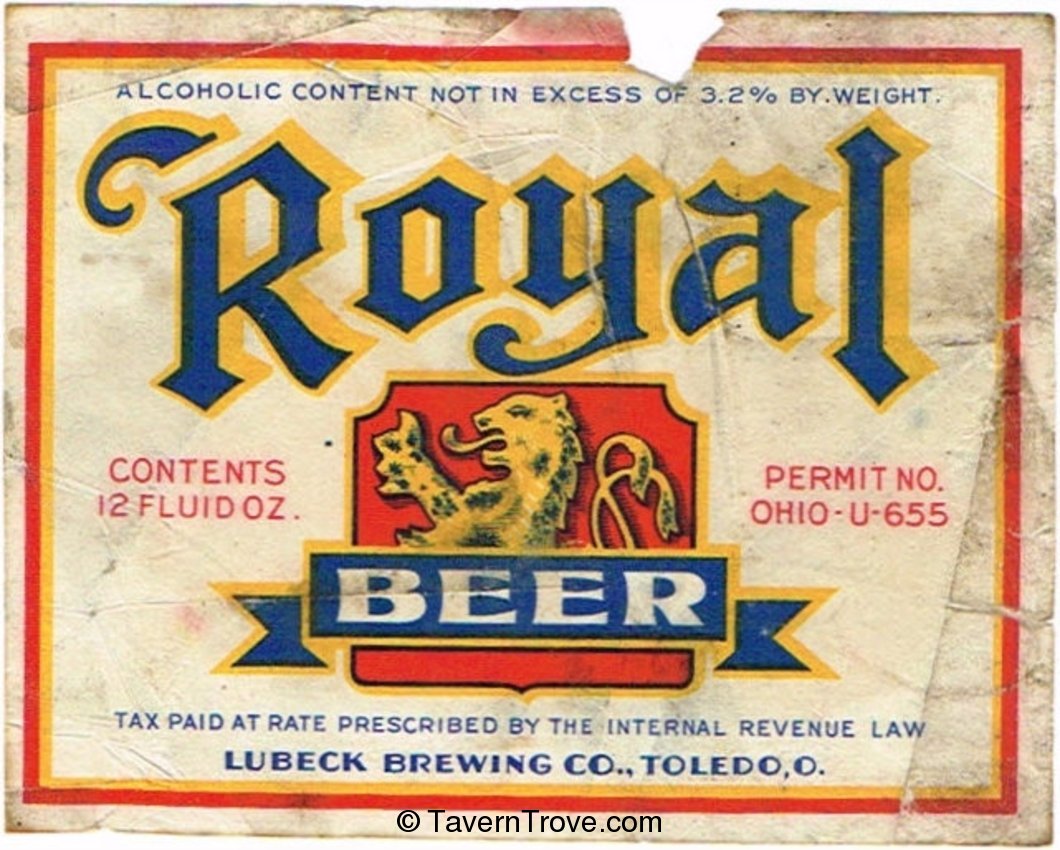 ALCOHOLIC CONTENT NOT IN EXCESS OF 3.2% BY.WEIGHT.
Royal
CONTENTS
12 FLUID OZ.
PERMIT NO.
OHIO-U-655
BEER
TAX PAID AT RATE PRESCRIBED BY THE INTERNAL REVENUE LAW
LUBECK BREWING CO., TOLEDO, O.
© TavernTrove.com